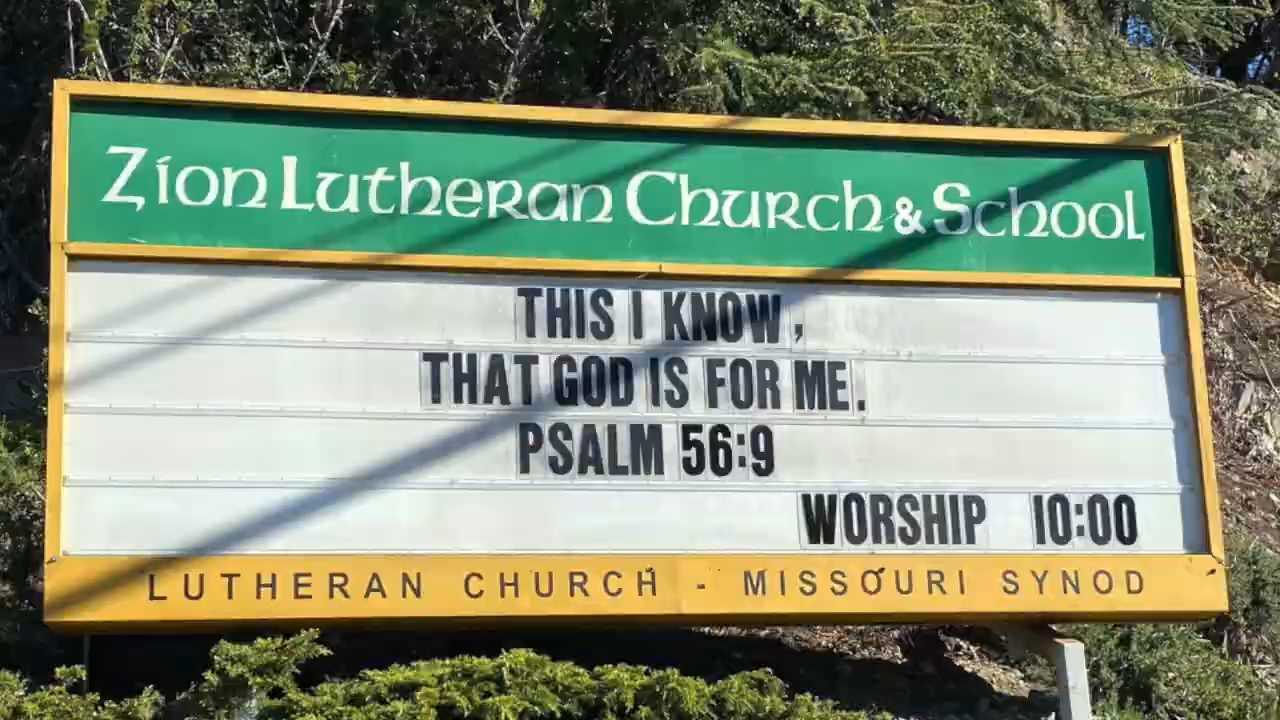 Zion Lutheran Church & School
THIS I KNOW,
THAT GOD IS FOR ME.
PSALM 56:9
WORSHIP 10:00
LUTHERAN CHURCH - MISSOURI SYNOD